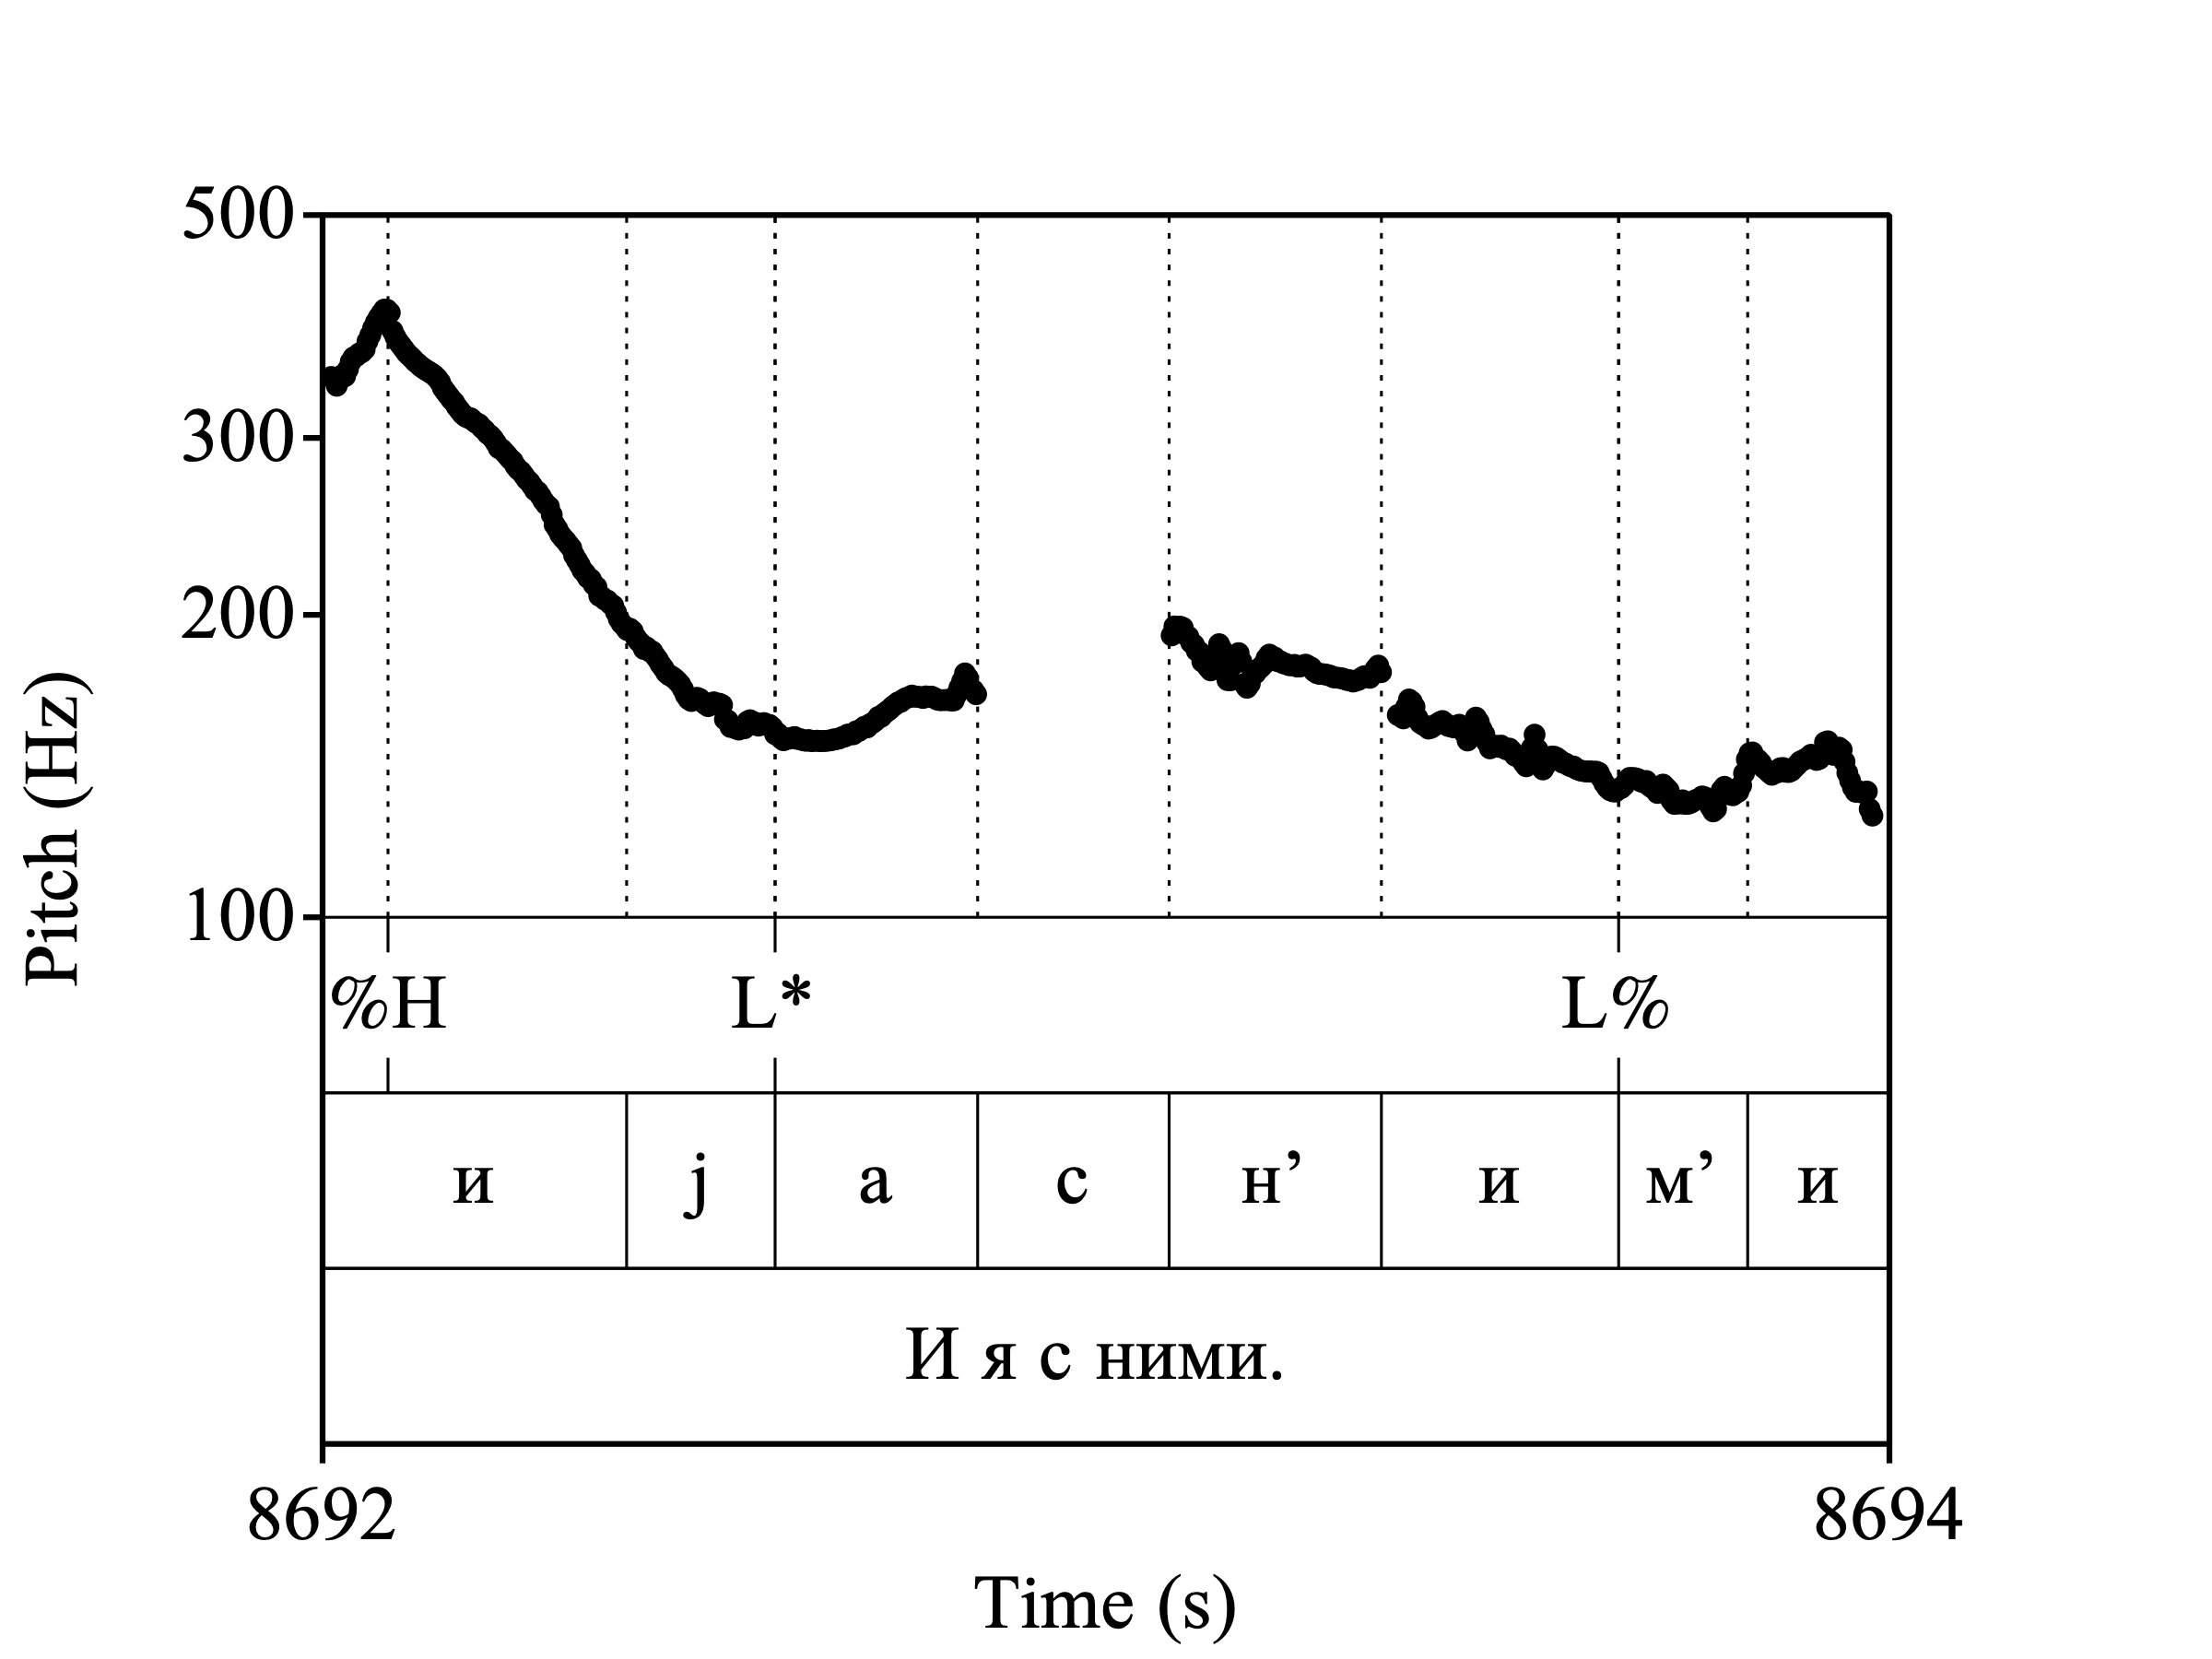 500
300
200
100
Pitch (Hz)
%H L* L%
и j а с н’ и м’ и
И я с ними.
8692 8694
Time (s)